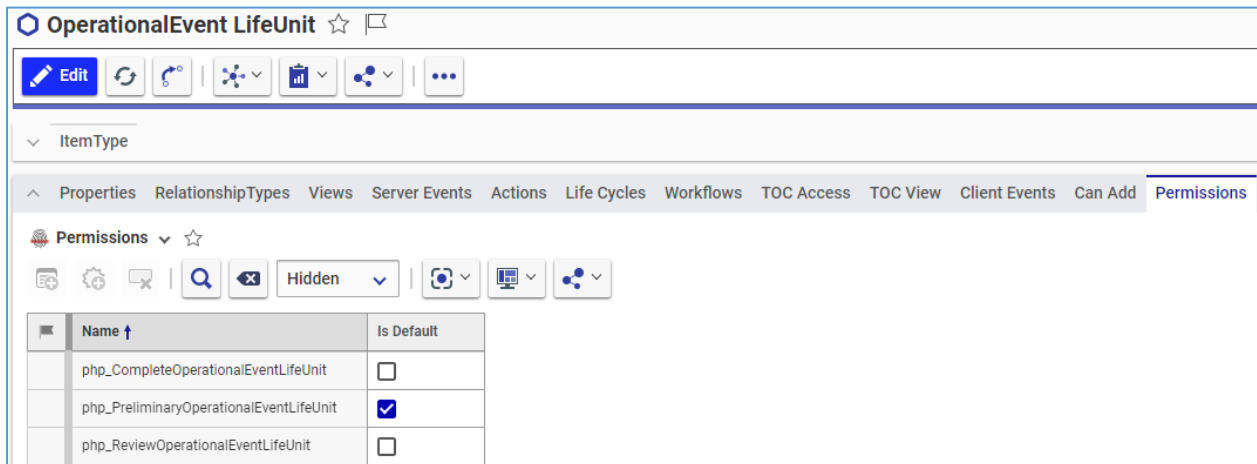 OperationalEvent LifeUnit
Edit
ItemType
Properties RelationshipTypes Views Server Events Actions Life Cycles Workflows TOC Access TOC View Client Events Can Add Permissions
Permissions
Hidden
Name Is Default
php_CompleteOperationalEventLifeUnit
php_PreliminaryOperationalEventLifeUnit
php_ReviewOperationalEventLifeUnit